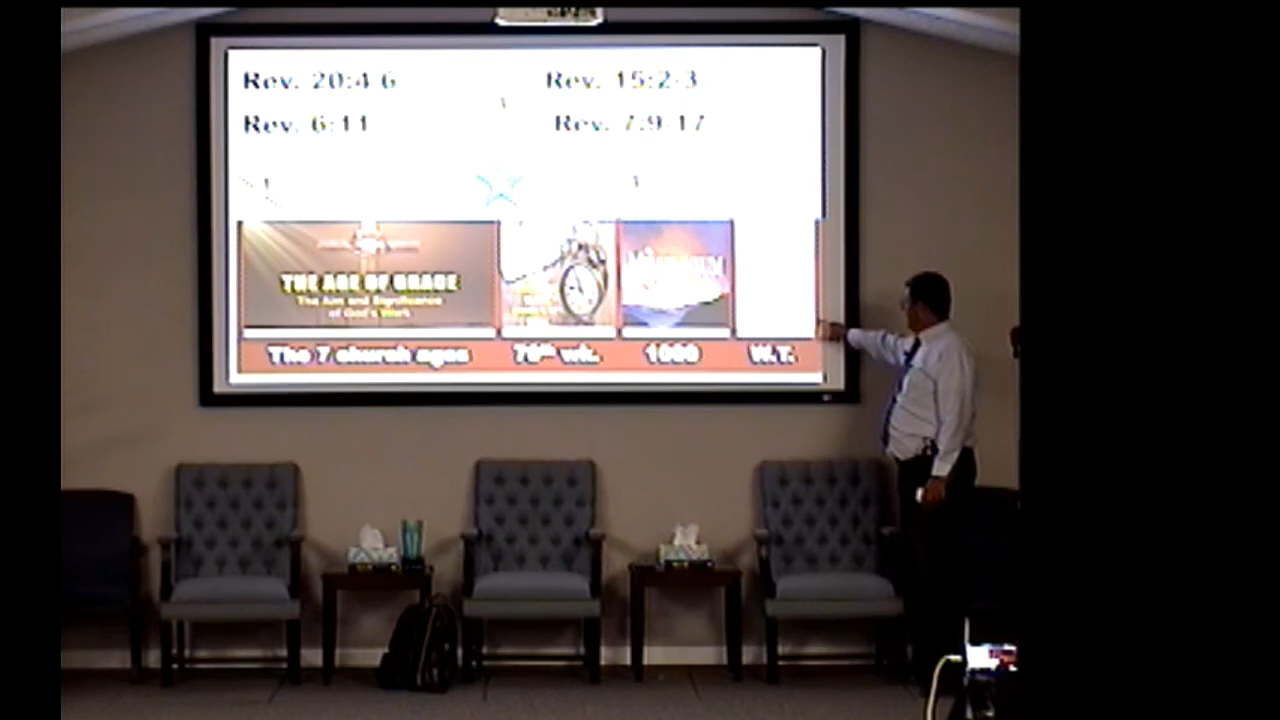 Rev. 20:4-6 Rev. 15:2-3
Rev. 6:11 Rev. 7:9-17
THE AGE OF GRACE
The Aim and Significance
of God's Work
The 7 church ages 70th wk. 1000 W.T.